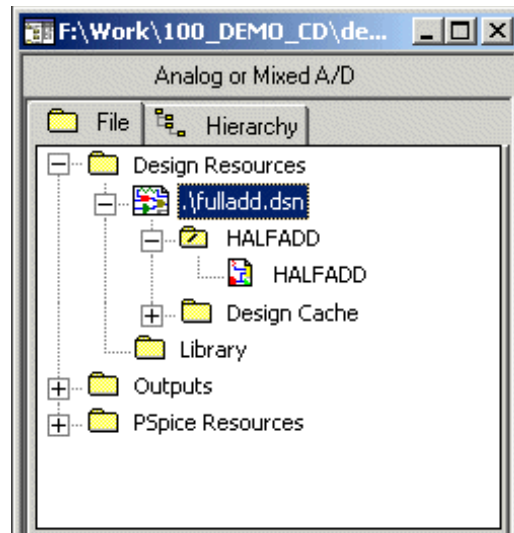 F:\Work\100_DEMO_CD\de...
Analog or Mixed A/D
File Hierarchy
Design Resources
.\fulladd.dsn
HALFADD
HALFADD
Design Cache
Library
Outputs
PSpice Resources